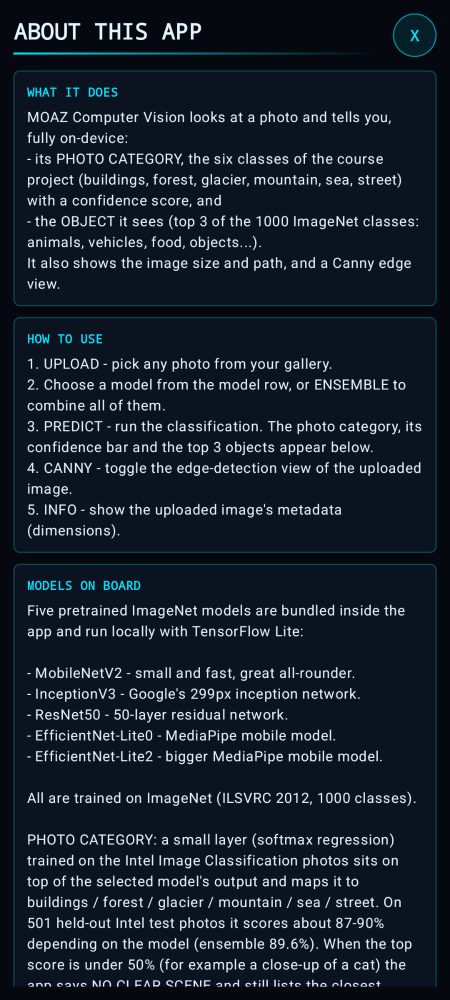 ABOUT THIS APP
X
WHAT IT DOES
MOAZ Computer Vision looks at a photo and tells you,
fully on-device:
- its PHOTO CATEGORY, the six classes of the course
project (buildings, forest, glacier, mountain, sea, street)
with a confidence score, and
- the OBJECT it sees (top 3 of the 1000 ImageNet classes:
animals, vehicles, food, objects...).
It also shows the image size and path, and a Canny edge
view.
HOW TO USE
1. UPLOAD - pick any photo from your gallery.
2. Choose a model from the model row, or ENSEMBLE to
combine all of them.
3. PREDICT - run the classification. The photo category, its
confidence bar and the top 3 objects appear below.
4. CANNY - toggle the edge-detection view of the uploaded
image.
5. INFO - show the uploaded image's metadata
(dimensions).
MODELS ON BOARD
Five pretrained ImageNet models are bundled inside the
app and run locally with TensorFlow Lite:
- MobileNetV2 - small and fast, great all-rounder.
- InceptionV3 - Google's 299px inception network.
- ResNet50 - 50-layer residual network.
- EfficientNet-Lite0 - MediaPipe mobile model.
- EfficientNet-Lite2 - bigger MediaPipe mobile model.
All are trained on ImageNet (ILSVRC 2012, 1000 classes).
PHOTO CATEGORY: a small layer (softmax regression)
trained on the Intel Image Classification photos sits on
top of the selected model's output and maps it to
buildings / forest / glacier / mountain / sea / street. On
501 held-out Intel test photos it scores about 87-90%
depending on the model (ensemble 89.6%). When the top
score is under 50% (for example a close-up of a cat) the
app says NO CLEAR SCENE and still lists the closest